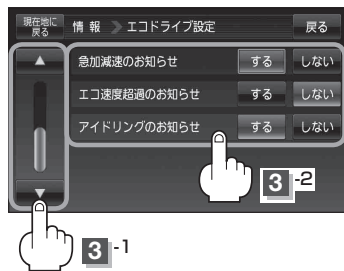 現在地に戻る 情報 エコドライブ設定 戻る
▲ 急加減速のお知らせ する しない
エコ速度超過のお知らせ する しない
アイドリングのお知らせ する しない
▼
3-2
3-1